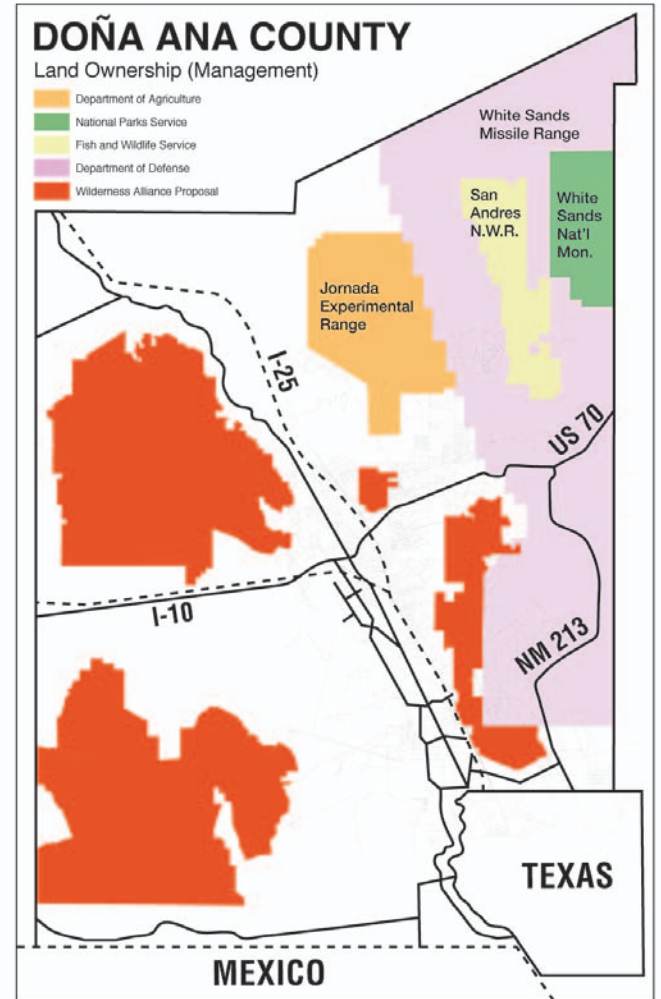 DOÑA ANA COUNTY
Land Ownership (Management)
Department of Agriculture
National Parks Service
Fish and Wildlife Service
Department of Defense
Wilderness Alliance Proposal
White Sands
Missile Range
San
Andres
N.W.R.
White
Sands
Nat'l
Mon.
Jornada
Experimental
Range
I-25
US 70
I-10
NM 213
TEXAS
MEXICO